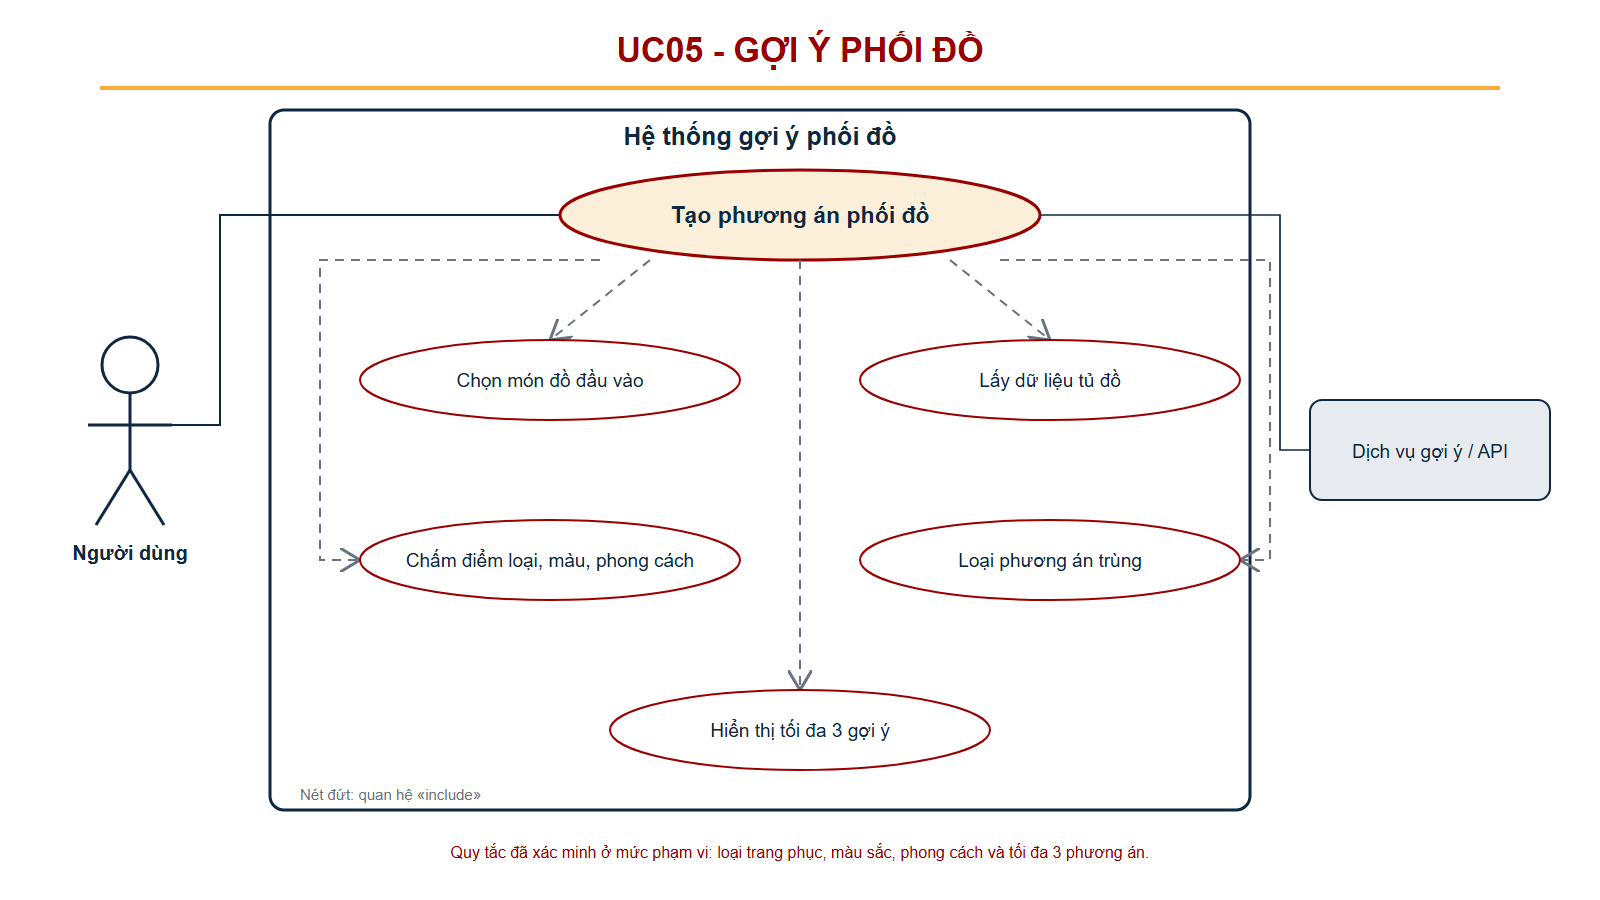 UC05 - GỢI Ý PHỐI ĐỒ
Hệ thống gợi ý phối đồ
Tạo phương án phối đồ
Chọn món đồ đầu vào
Lấy dữ liệu tủ đồ
Dịch vụ gợi ý / API
Người dùng
Chấm điểm loại, màu, phong cách
Loại phương án trùng
Hiển thị tối đa 3 gợi ý
Nét đứt: quan hệ «include»
Quy tắc đã xác minh ở mức phạm vi: loại trang phục, màu sắc, phong cách và tối đa 3 phương án.